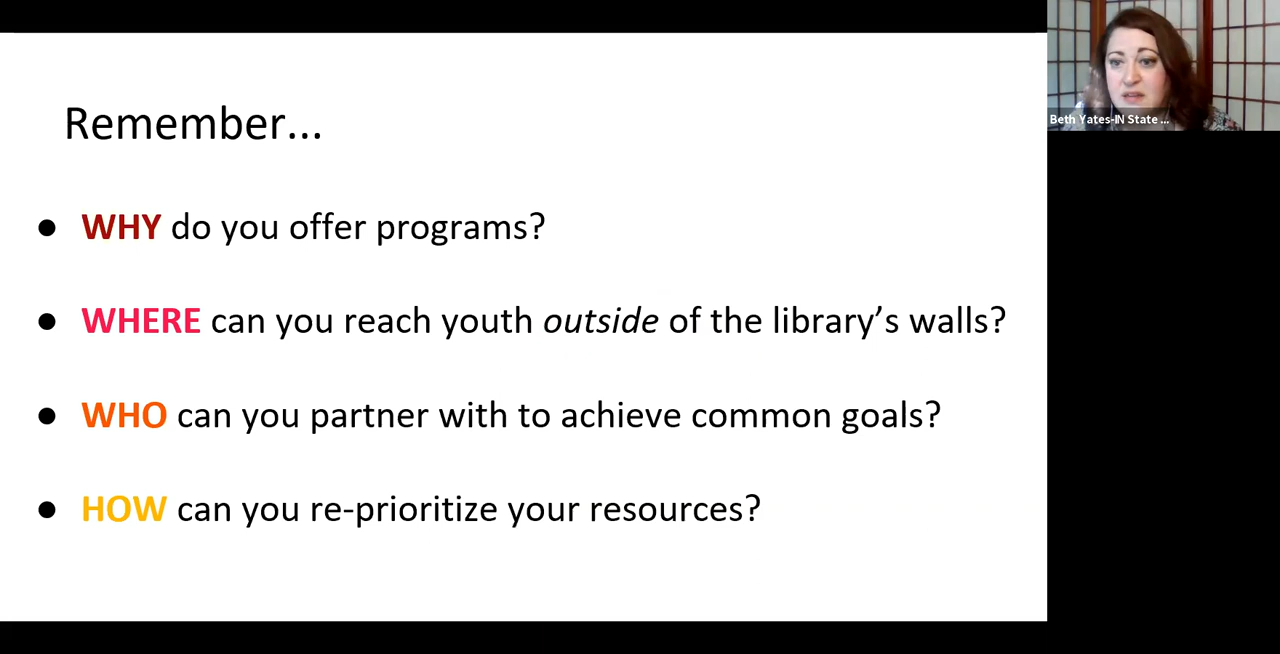 Remember...
● WHY do you offer programs?
● WHERE can you reach youth outside of the library’s walls?
● WHO can you partner with to achieve common goals?
● HOW can you re-prioritize your resources?
Beth Yates-IN State ...